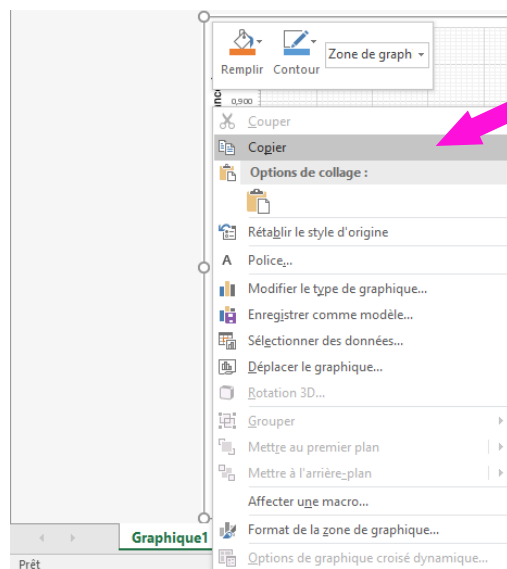 Remplir Contour Zone de graph
0,900
Couper
Copier
Options de collage :
Rétablir le style d'origine
A Police...
Modifier le type de graphique...
Enregistrer comme modèle...
Sélectionner des données...
Déplacer le graphique...
Rotation 3D...
Grouper
Mettre au premier plan
Mettre à l'arrière-plan
Affecter une macro...
Format de la zone de graphique...
Graphique1
Options de graphique croisé dynamique...
Prêt